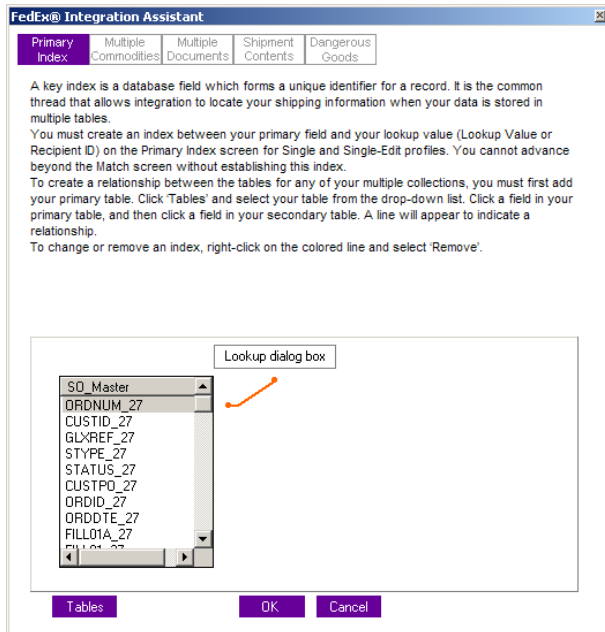 FedEx® Integration Assistant
Primary Index
Multiple Commodities
Multiple Documents
Shipment Contents
Dangerous Goods
A key index is a database field which forms a unique identifier for a record. It is the common
thread that allows integration to locate your shipping information when your data is stored in
multiple tables.
You must create an index between your primary field and your lookup value (Lookup Value or
Recipient ID) on the Primary Index screen for Single and Single-Edit profiles. You cannot advance
beyond the Match screen without establishing this index.
To create a relationship between the tables for any of your multiple collections, you must first add
your primary table. Click 'Tables' and select your table from the drop-down list. Click a field in your
primary table, and then click a field in your secondary table. A line will appear to indicate a
relationship.
To change or remove an index, right-click on the colored line and select 'Remove'.
Lookup dialog box
SO_Master
ORDNUM_27
CUSTID_27
GLXREF_27
STYPE_27
STATUS_27
CUSTPO_27
ORDID_27
ORDDTE_27
FILL01A_27
Tables
OK
Cancel